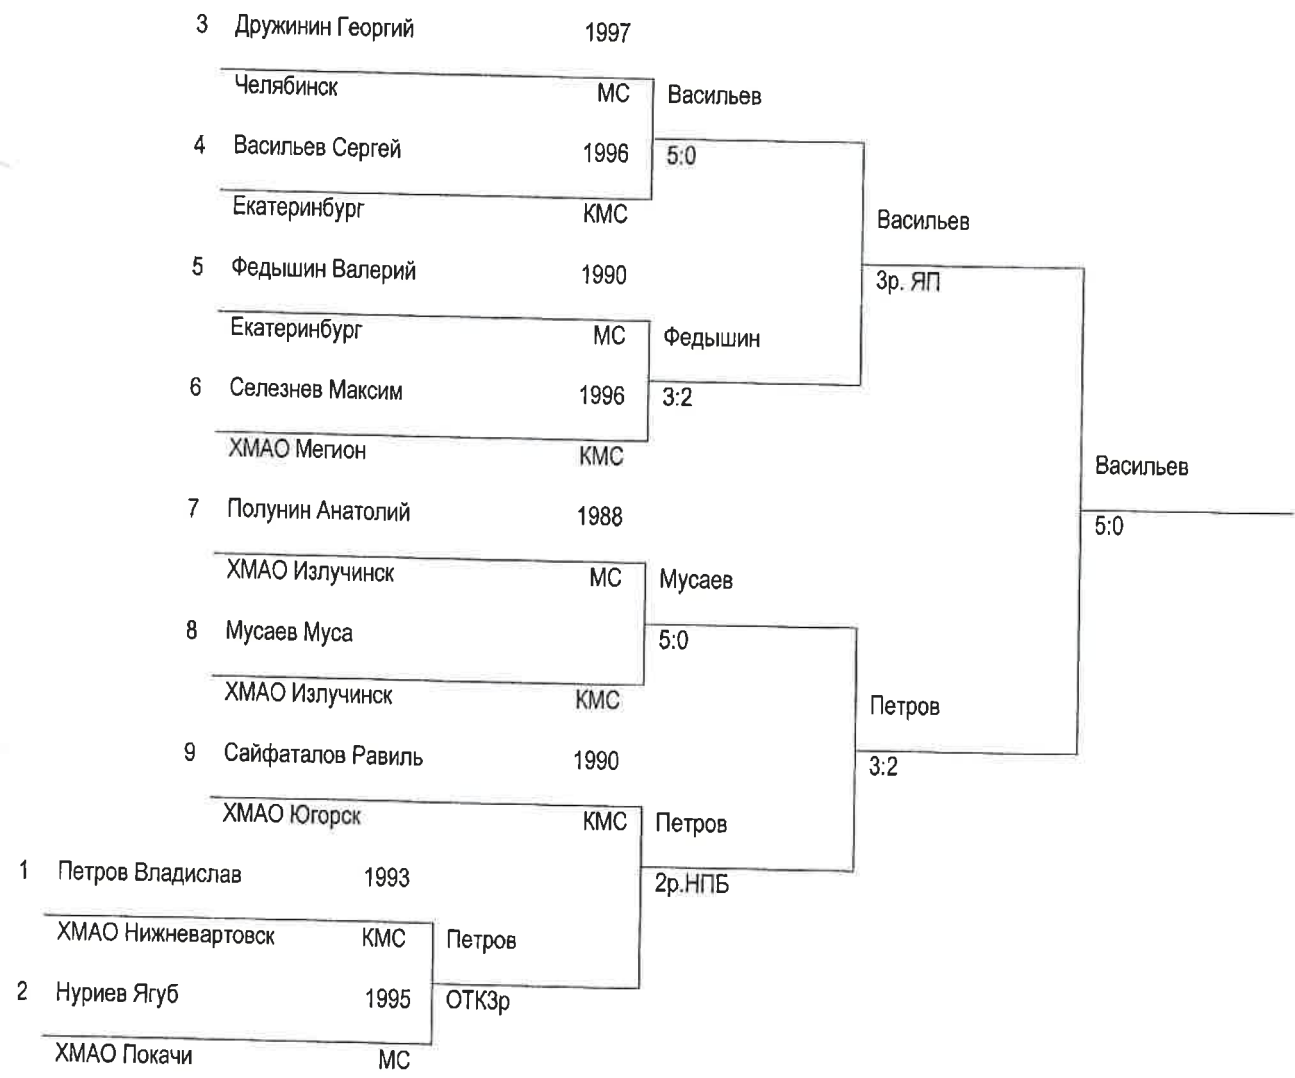 3 Дружинин Георгий 1997
Челябинск МС Васильев
4 Васильев Сергей 1996 5:0
Екатеринбург КМС Васильев
5 Федышин Валерий 1990 3р. ЯП
Екатеринбург МС Федышин
6 Селезнев Максим 1996 3:2
ХМАО Мегион КМС Васильев
7 Полунин Анатолий 1988 5:0
ХМАО Излучинск МС Мусаев
8 Мусаев Муса 5:0
ХМАО Излучинск КМС Петров
9 Сайфаталов Равиль 1990 3:2
ХМАО Югорск КМС Петров
1 Петров Владислав 1993 2р.НПБ
ХМАО Нижневартовск КМС Петров
2 Нуриев Ягуб 1995 ОТК3р
ХМАО Покачи МС